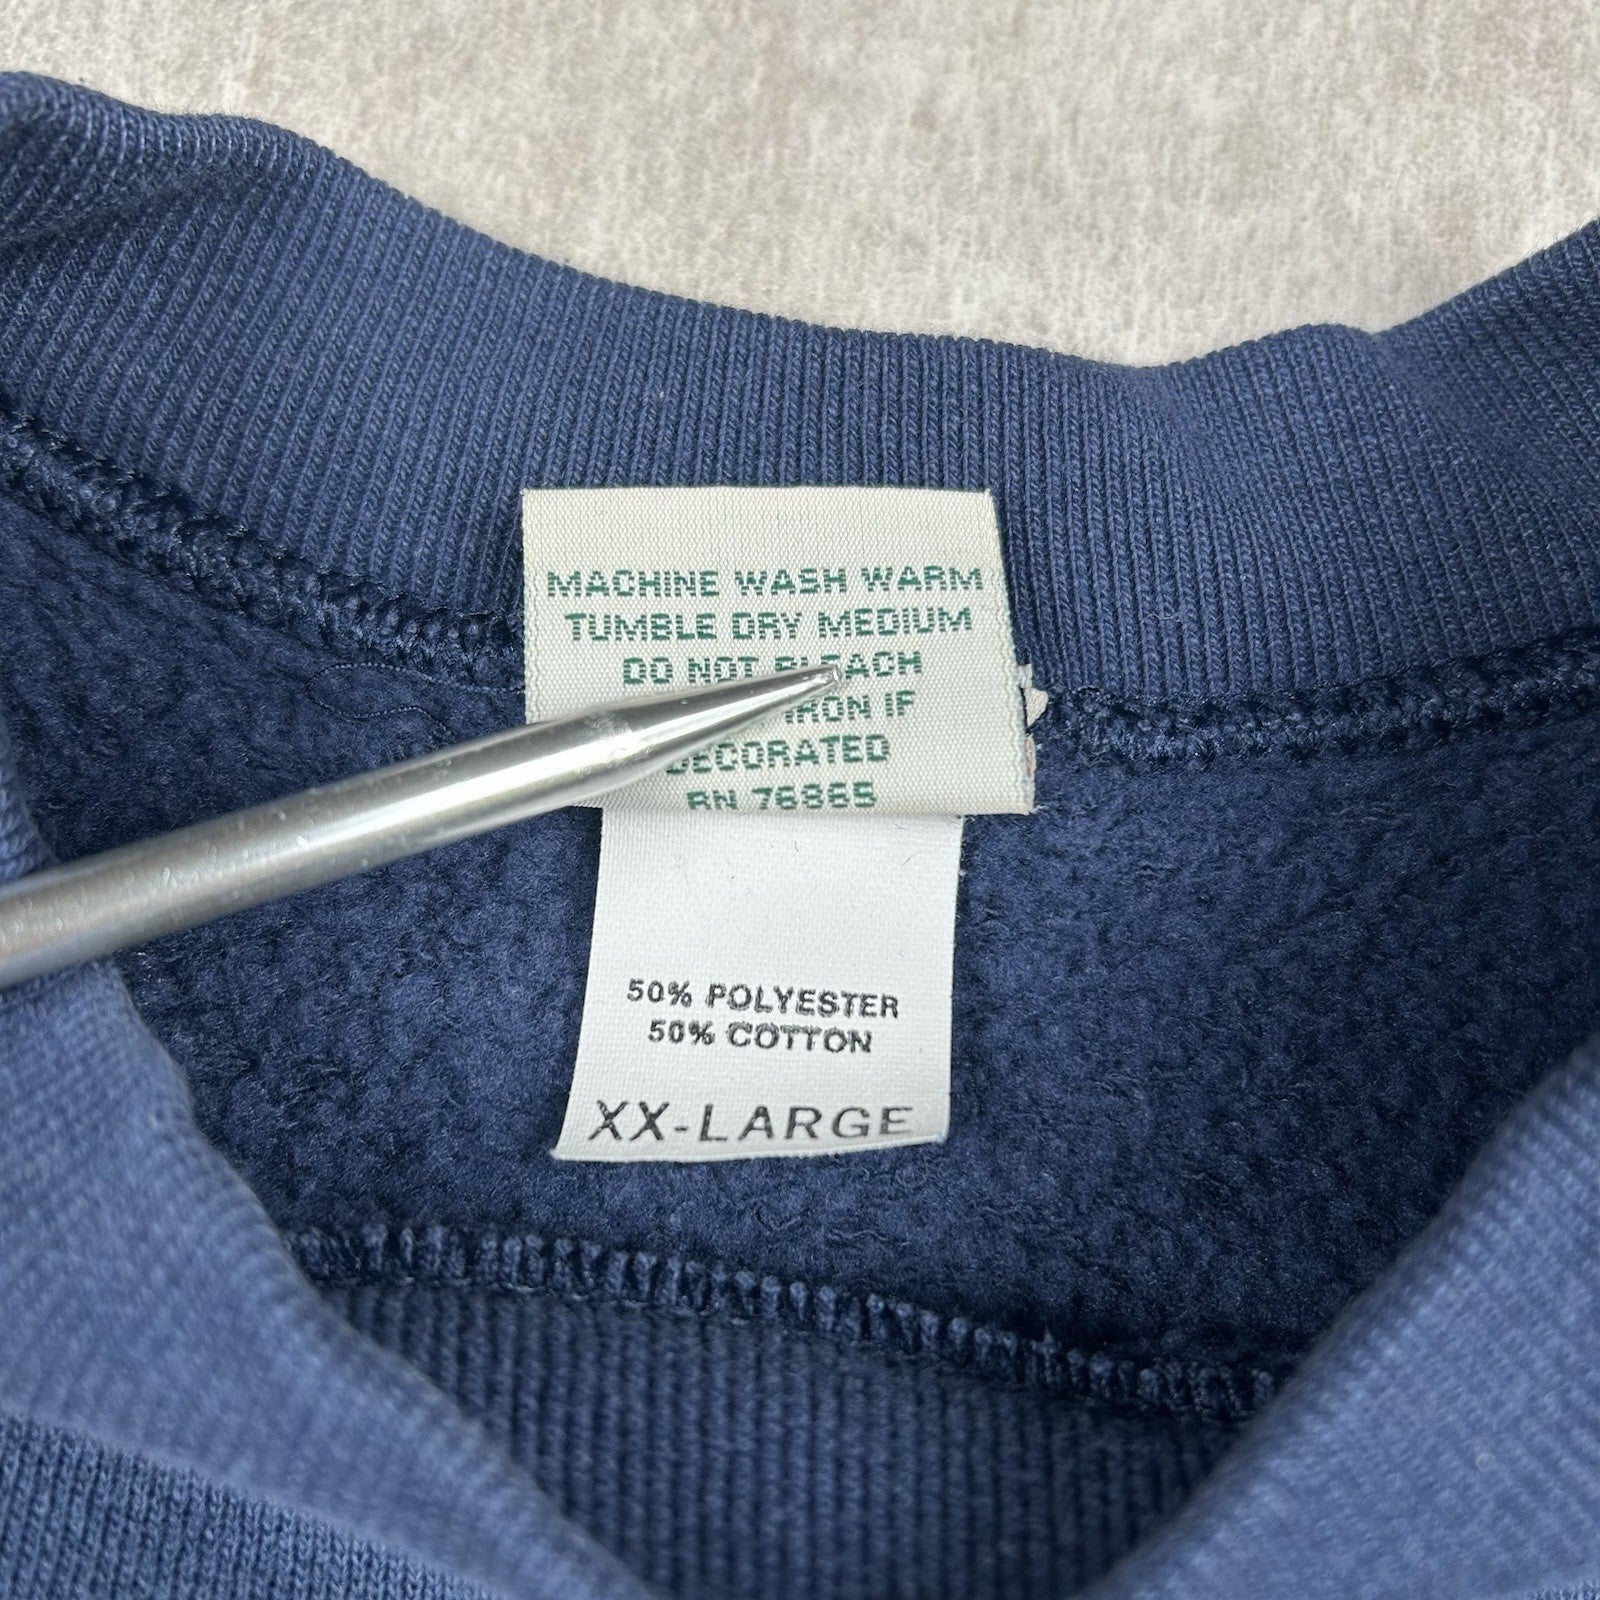 MACHINE WASH WARM
TUMBLE DRY MEDIUM
DO NOT BLEACH
IRON IF
DECORATED
RN 76865
50% POLYESTER
50% COTTON
XX-LARGE